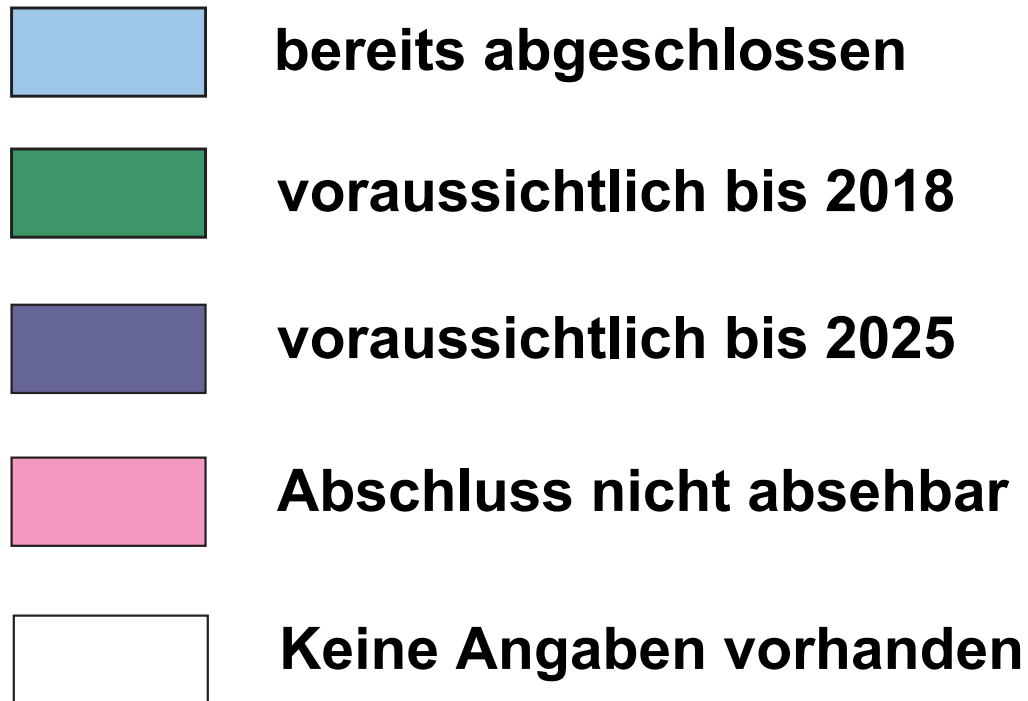 bereits abgeschlossen
voraussichtlich bis 2018
voraussichtlich bis 2025
Abschluss nicht absehbar
Keine Angaben vorhanden